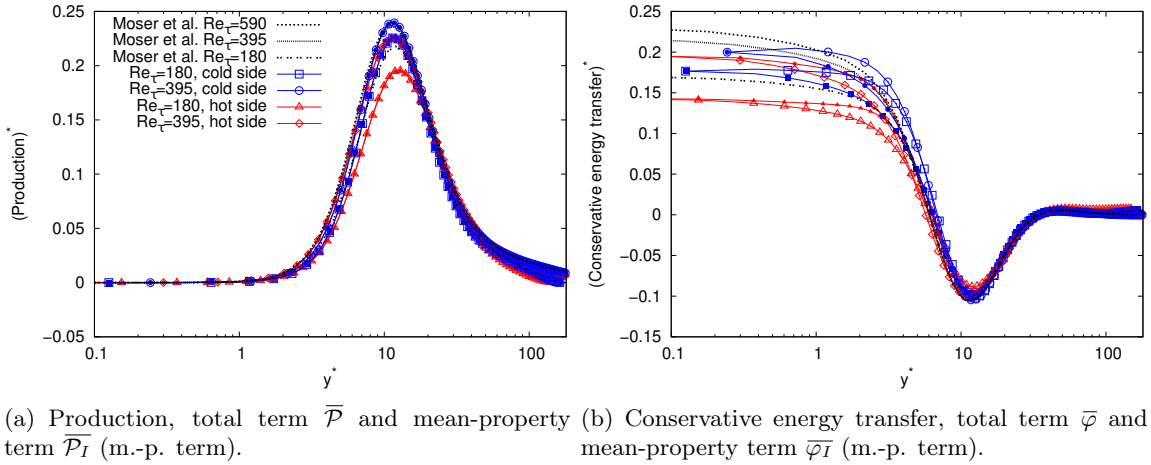 Moser et al. Reτ=590
Moser et al. Reτ=395
Moser et al. Reτ=180
Reτ=180, cold side
Reτ=395, cold side
Reτ=180, hot side
Reτ=395, hot side
0.25
0.2
0.15
0.1
0.05
0
−0.05
(Production)*
0.1
1
10
100
y*
0.25
0.2
0.15
0.1
0.05
0
−0.05
−0.1
−0.15
(Conservative energy transfer)*
0.1
1
10
100
y*
(a) Production, total term P̅ and mean-property
term P̅_I̅ (m.-p. term).
(b) Conservative energy transfer, total term φ̅ and
mean-property term φ̅_I̅ (m.-p. term).